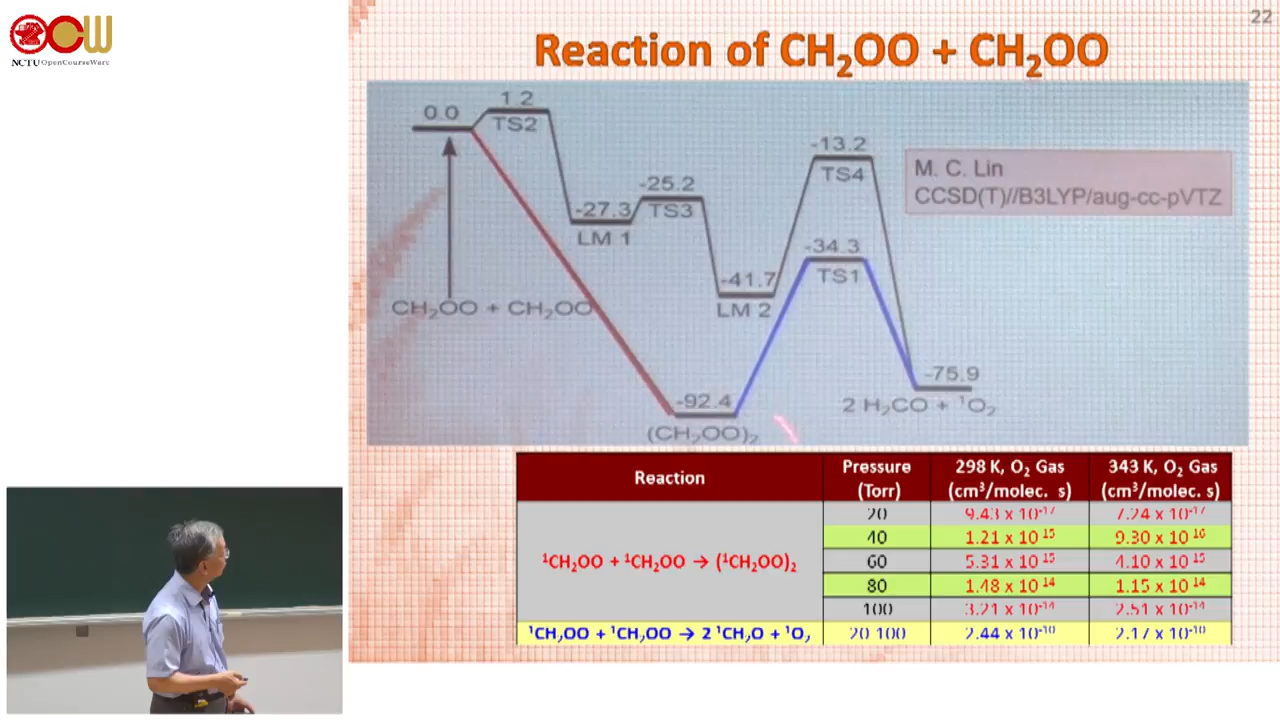 22
NCTU OpenCourseWare
Reaction of CH₂OO + CH₂OO
0.0
1.2
TS2
-27.3
LM 1
-25.2
TS3
-41.7
LM 2
-13.2
TS4
-34.3
TS1
M. C. Lin
CCSD(T)//B3LYP/aug-cc-pVTZ
CH₂OO + CH₂OO
-92.4
(CH₂OO)₂
-75.9
2 H₂CO + ¹O₂
Reaction Pressure (Torr) 298 K, O₂ Gas (cm³/molec. s) 343 K, O₂ Gas (cm³/molec. s)
20 9.43 x 10⁻¹⁷ 7.24 x 10⁻¹⁷
40 1.21 x 10⁻¹⁵ 9.30 x 10⁻¹⁶
¹CH₂OO + ¹CH₂OO → (¹CH₂OO)₂ 60 5.31 x 10⁻¹⁵ 4.10 x 10⁻¹⁵
80 1.48 x 10⁻¹⁴ 1.15 x 10⁻¹⁴
100 3.21 x 10⁻¹⁴ 2.51 x 10⁻¹⁴
¹CH₂OO + ¹CH₂OO → 2 ¹CH₂O + ¹O₂ 20-100 2.44 x 10⁻¹⁰ 2.17 x 10⁻¹⁰